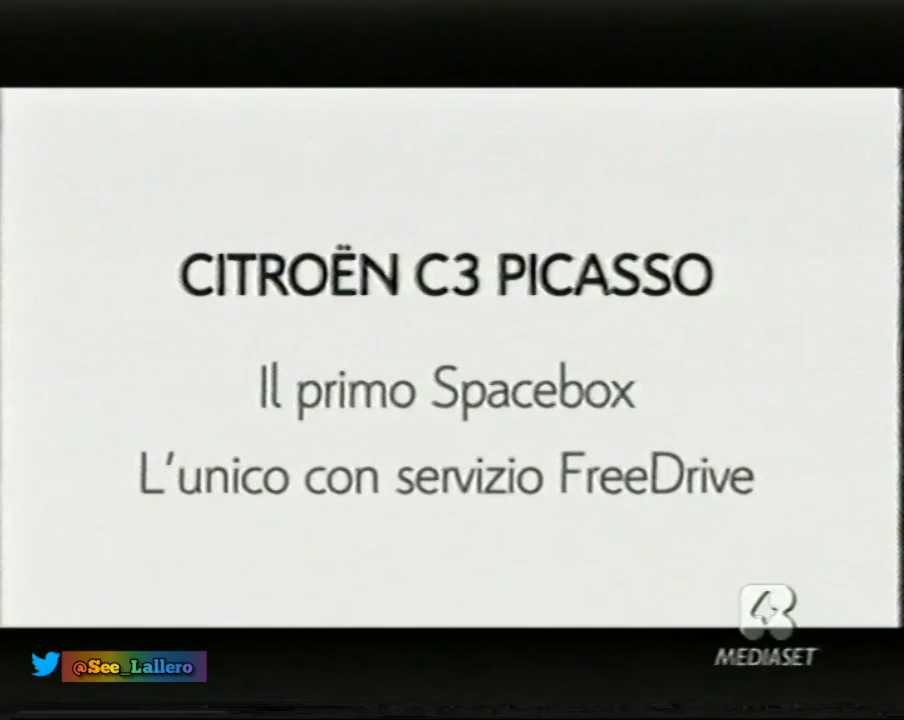 CITROËN C3 PICASSO
Il primo Spacebox
L'unico con servizio FreeDrive
MEDIASET
@See_Lallero